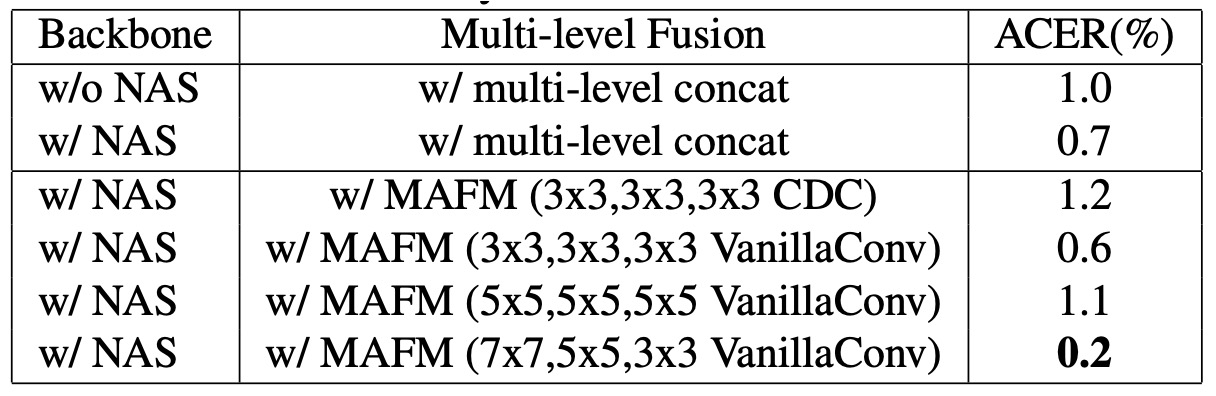 Backbone Multi-level Fusion ACER(%)
w/o NAS w/ multi-level concat 1.0
w/ NAS w/ multi-level concat 0.7
w/ NAS w/ MAFM (3x3,3x3,3x3 CDC) 1.2
w/ NAS w/ MAFM (3x3,3x3,3x3 VanillaConv) 0.6
w/ NAS w/ MAFM (5x5,5x5,5x5 VanillaConv) 1.1
w/ NAS w/ MAFM (7x7,5x5,3x3 VanillaConv) 0.2